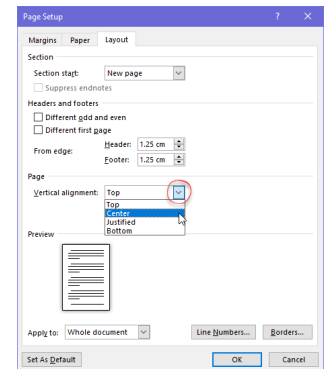 Page Setup ? ×
Margins Paper Layout
Section
Section start: New page
Suppress endnotes
Headers and footers
Different odd and even
Different first page
Header: 1.25 cm
From edge:
Footer: 1.25 cm
Page
Vertical alignment: Top
Top
Center
Justified
Bottom
Preview
Apply to: Whole document Line Numbers... Borders...
Set As Default OK Cancel